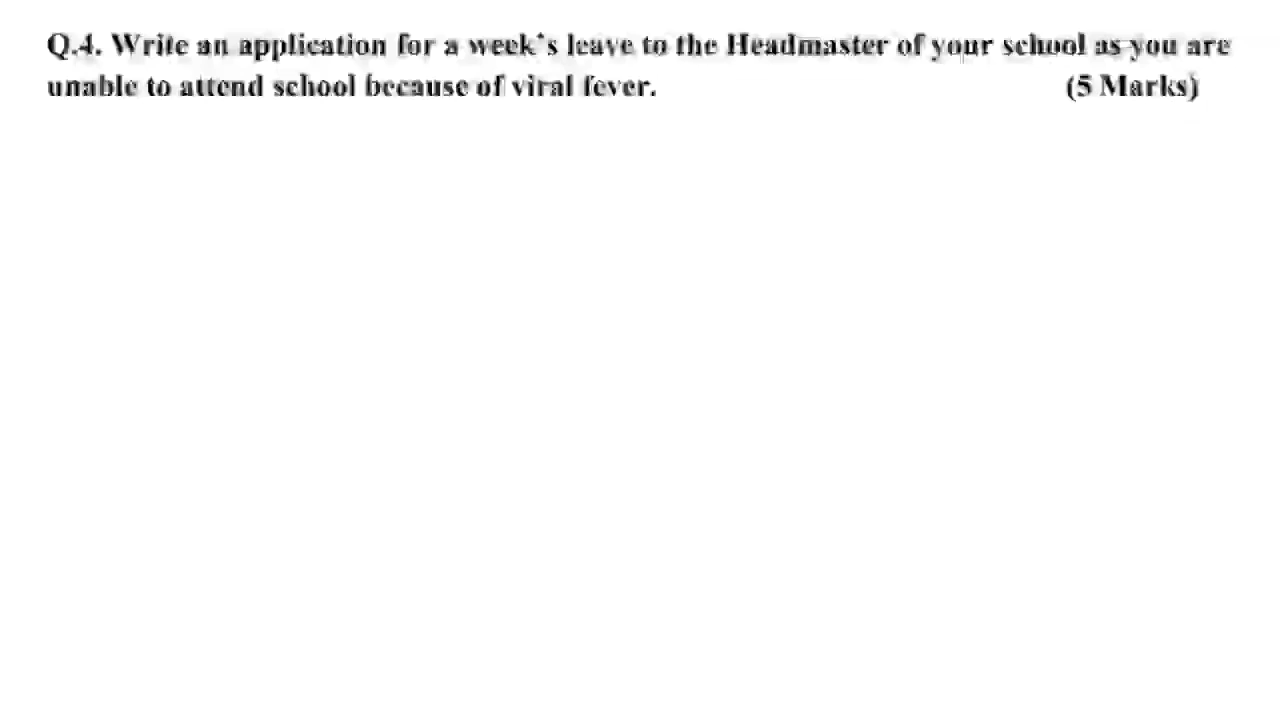 Q.4. Write an application for a week's leave to the Headmaster of your school as you are
unable to attend school because of viral fever. (5 Marks)